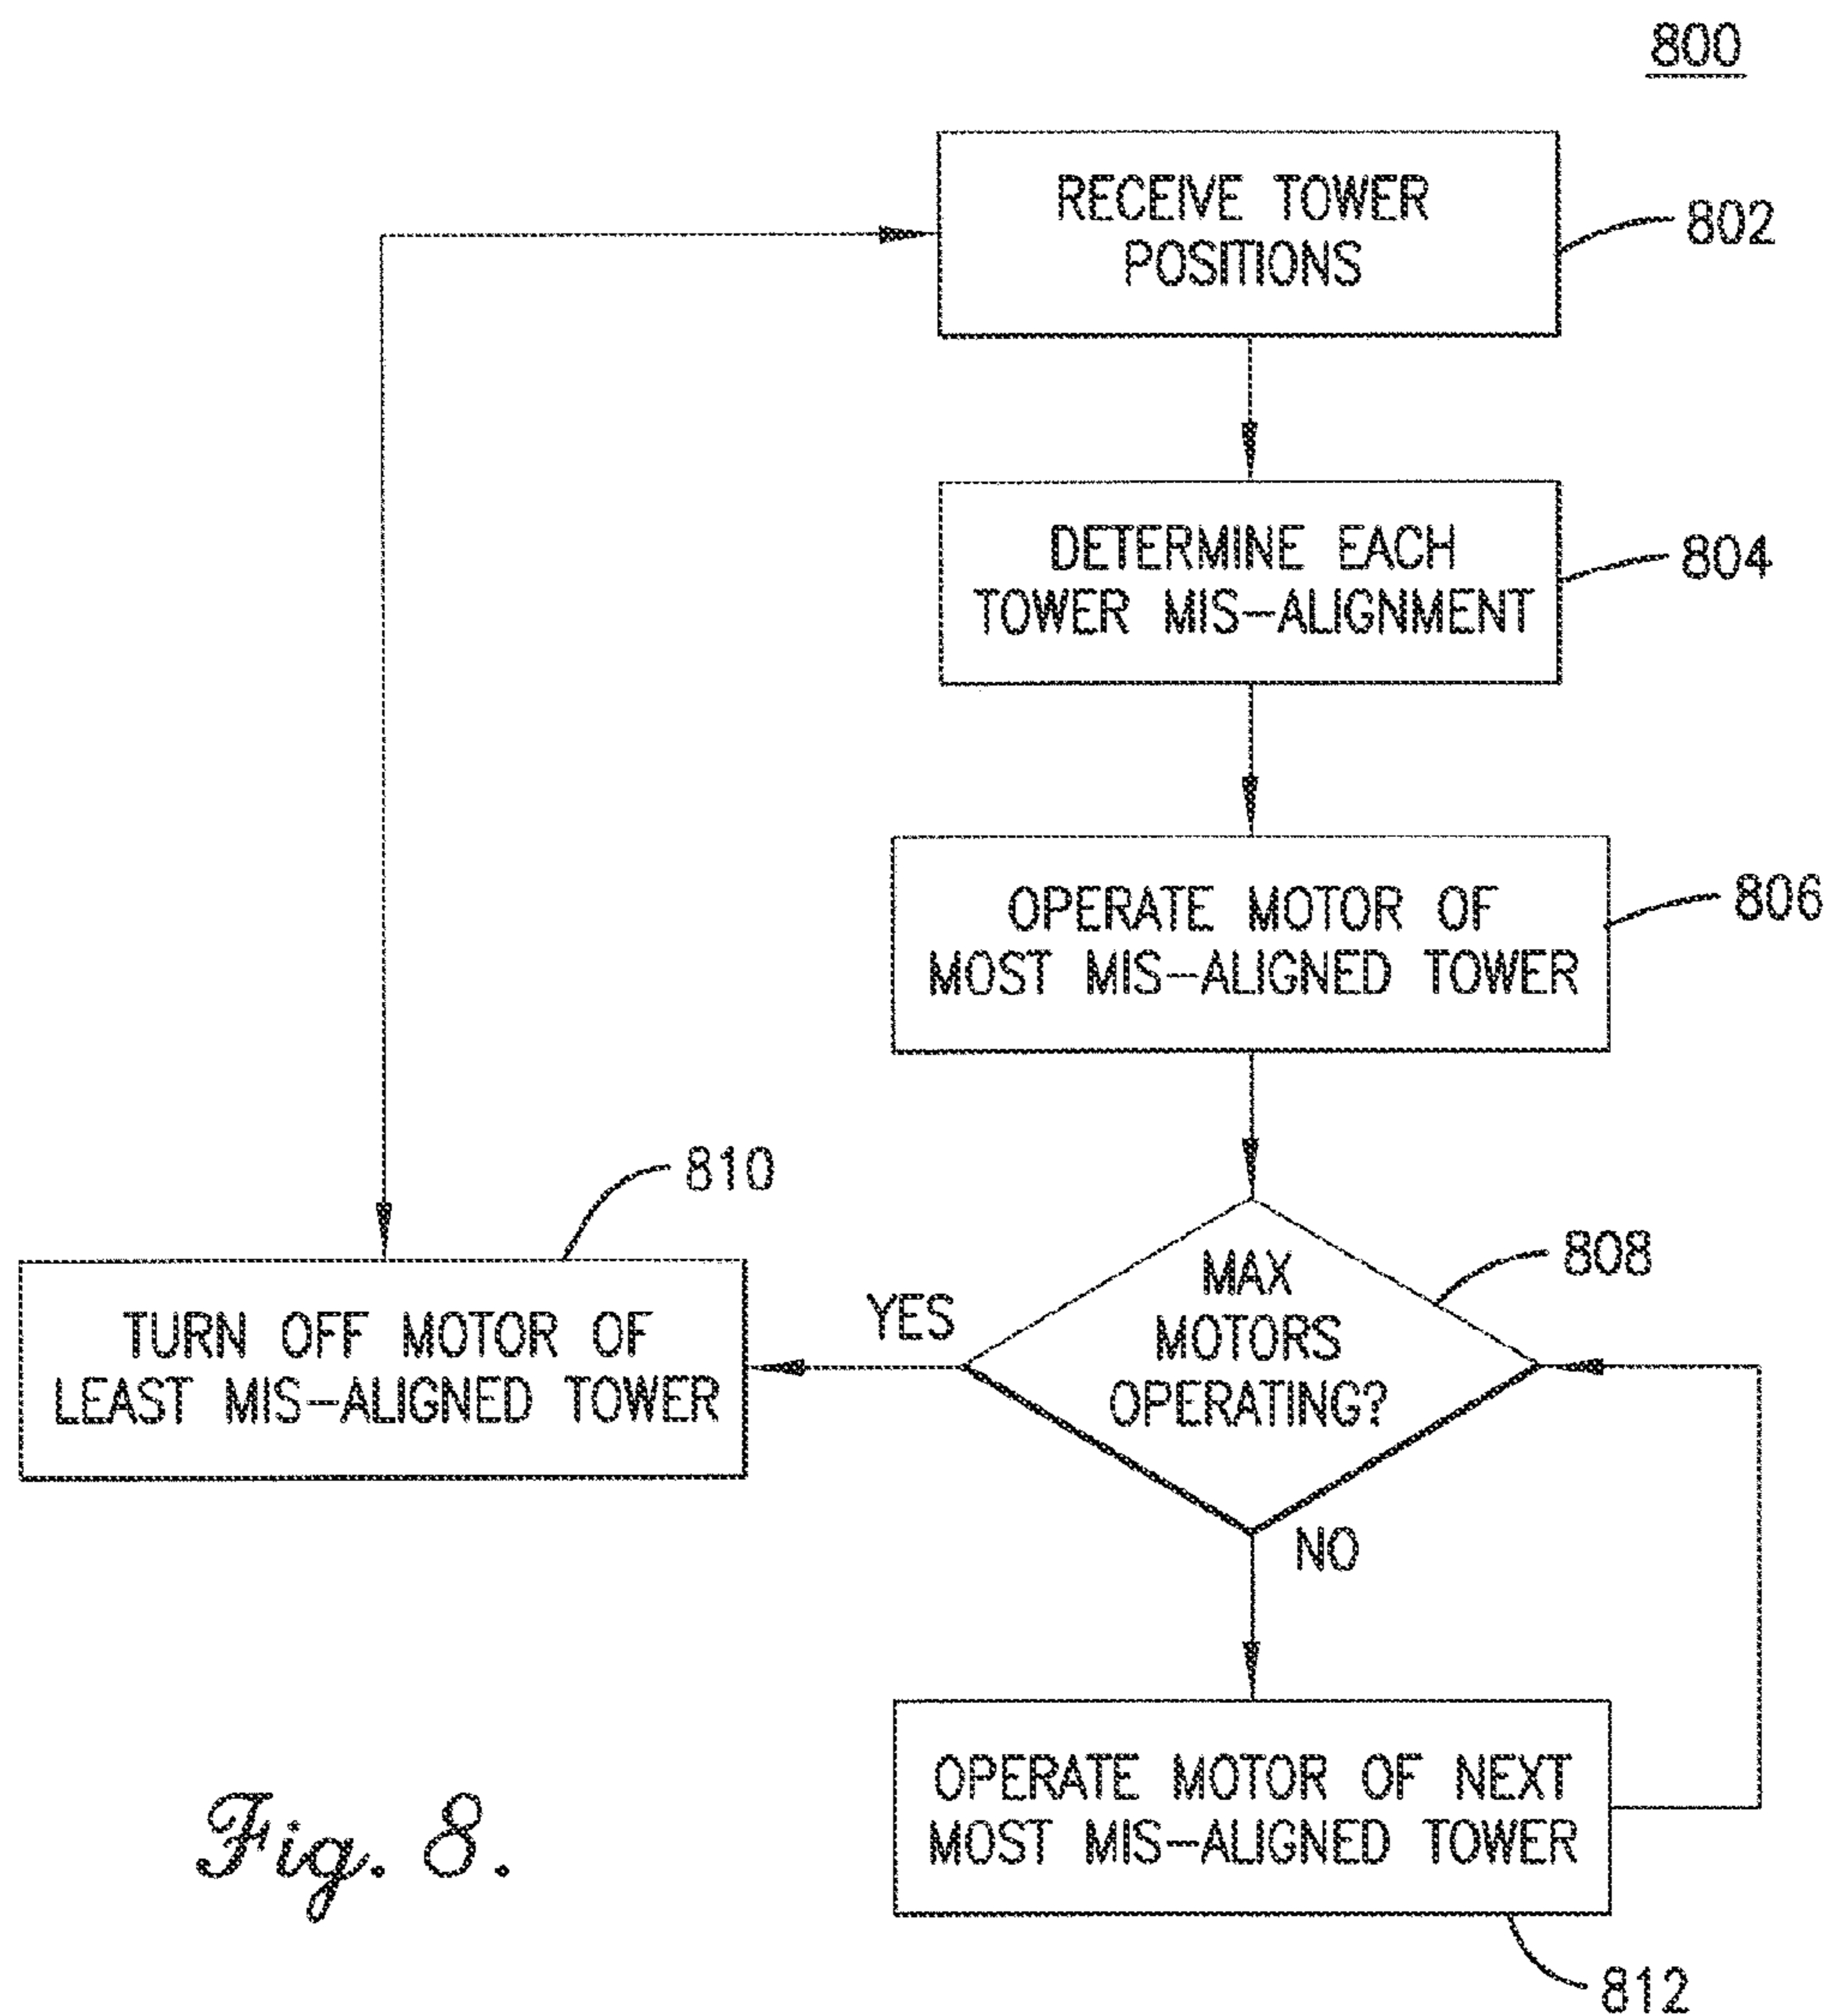 800
RECEIVE TOWER
POSITIONS
802
DETERMINE EACH
TOWER MIS-ALIGNMENT
804
OPERATE MOTOR OF
MOST MIS-ALIGNED TOWER
806
810
TURN OFF MOTOR OF
LEAST MIS-ALIGNED TOWER
YES
MAX
MOTORS
OPERATING?
808
NO
OPERATE MOTOR OF NEXT
MOST MIS-ALIGNED TOWER
812
Fig. 8.